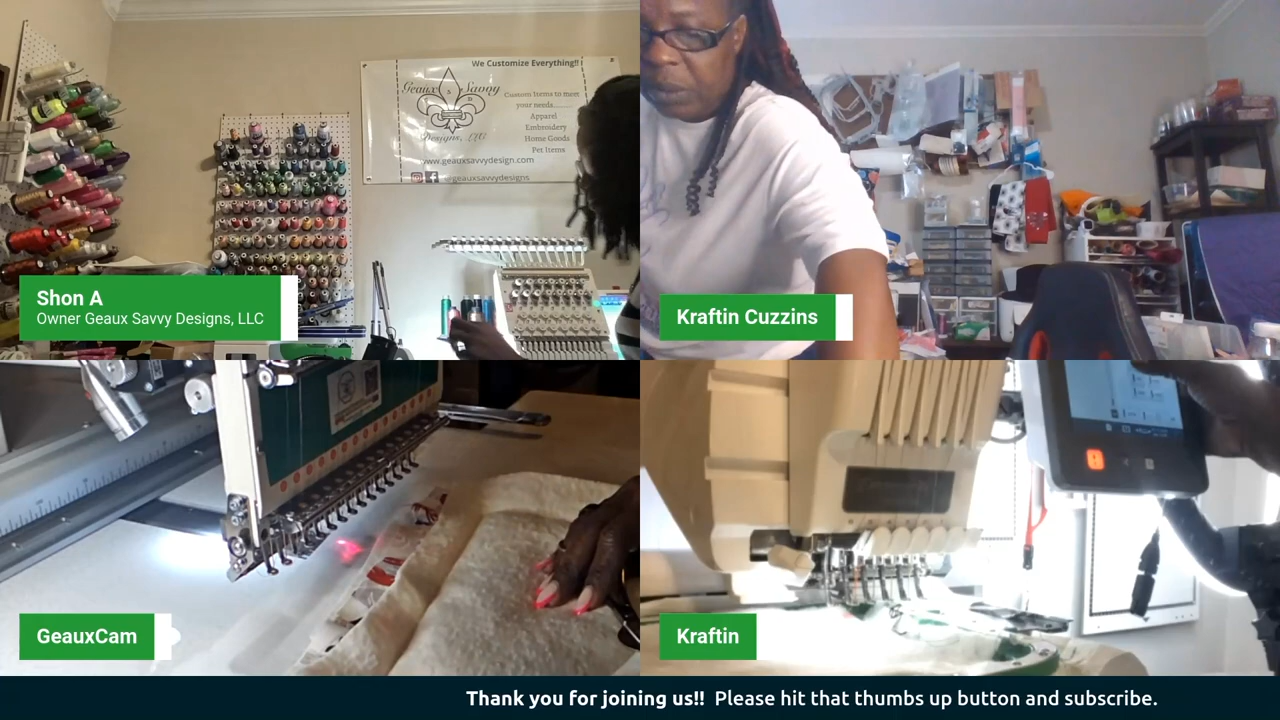 We Customize Everything!!
Geaux Savvy
Designs, LLC
Custom Items to meet
your needs.......
Apparel
Embroidery
Home Goods
Pet Items
www.geauxsavvydesign.com
@geauxsavvydesigns
Shon A
Owner Geaux Savvy Designs, LLC
Kraftin Cuzzins
GeauxCam
Kraftin
Thank you for joining us!! Please hit that thumbs up button and subscribe.